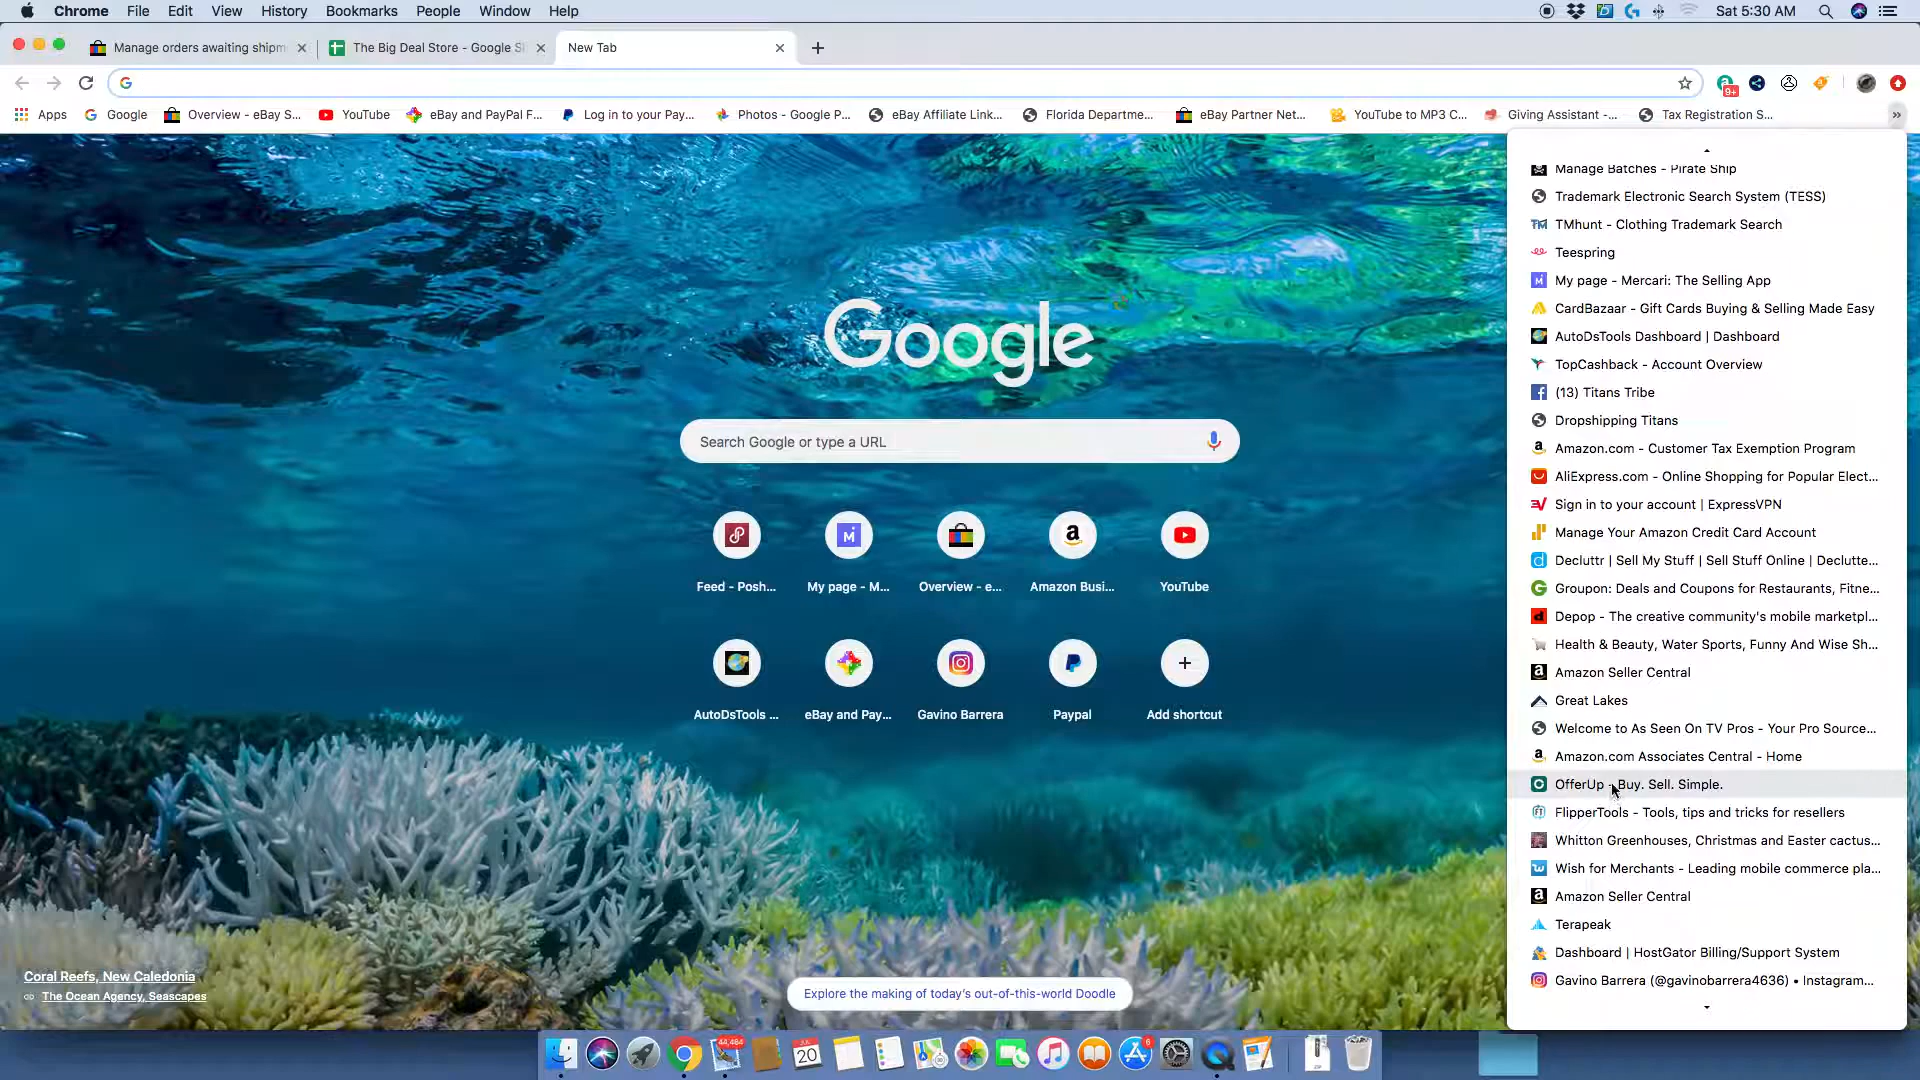 Chrome File Edit View History Bookmarks People Window Help Sat 5:30 AM
Manage orders awaiting shipm The Big Deal Store - Google S New Tab
9+
Apps Google Overview - eBay S... YouTube eBay and PayPal F... Log in to your Pay... Photos - Google P... eBay Affiliate Link... Florida Departme... eBay Partner Net... YouTube to MP3 C... Giving Assistant -... Tax Registration S... »
Manage Batches - Pirate Ship
Trademark Electronic Search System (TESS)
TMhunt - Clothing Trademark Search
Teespring
My page - Mercari: The Selling App
CardBazaar - Gift Cards Buying & Selling Made Easy
AutoDsTools Dashboard | Dashboard
TopCashback - Account Overview
(13) Titans Tribe
Dropshipping Titans
Amazon.com - Customer Tax Exemption Program
AliExpress.com - Online Shopping for Popular Elect...
Sign in to your account | ExpressVPN
Manage Your Amazon Credit Card Account
Declutter | Sell My Stuff | Sell Stuff Online | Declutte...
Groupon: Deals and Coupons for Restaurants, Fitne...
Depop - The creative community's mobile marketpl...
Health & Beauty, Water Sports, Funny And Wise Sh...
Amazon Seller Central
Great Lakes
Welcome to As Seen On TV Pros - Your Pro Source...
Amazon.com Associates Central - Home
OfferUp - Buy. Sell. Simple.
FlipperTools - Tools, tips and tricks for resellers
Whitton Greenhouses, Christmas and Easter cactus...
Wish for Merchants - Leading mobile commerce pla...
Amazon Seller Central
Terapeak
Dashboard | HostGator Billing/Support System
Gavino Barrera (@gavinobarrera4636) • Instagram...
Google
Search Google or type a URL
Feed - Posh... My page - M... Overview - e... Amazon Busi... YouTube
AutoDsTools ... eBay and Pay... Gavino Barrera Paypal Add shortcut
Coral Reefs, New Caledonia
The Ocean Agency, Seascapes
Explore the making of today's out-of-this-world Doodle
44,484
JUL
20
6